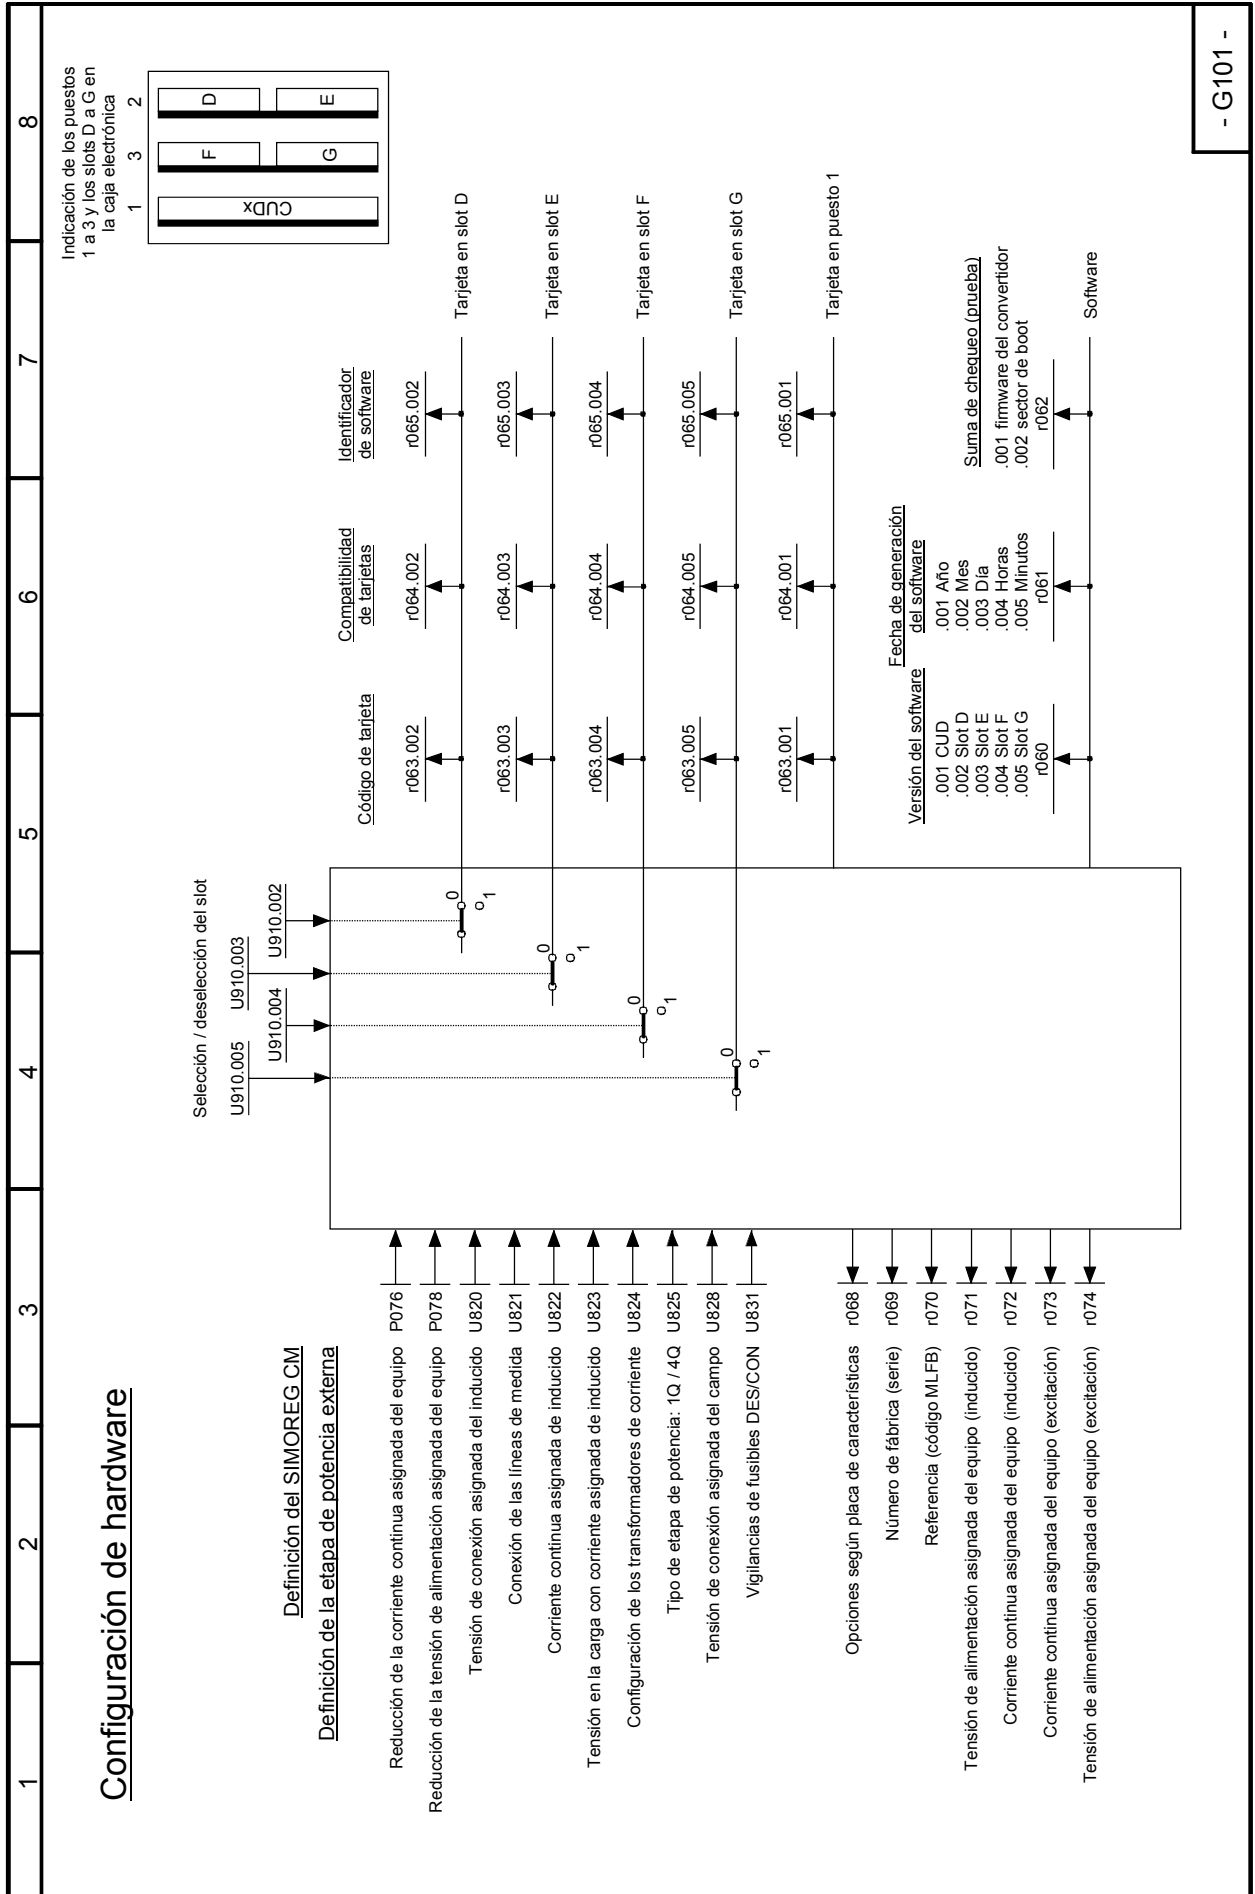 1
2
3
4
5
6
7
8
Configuración de hardware
Definición del SIMOREG CM
Definición de la etapa de potencia externa
Reducción de la corriente continua asignada del equipo P076
Reducción de la tensión de alimentación asignada del equipo P078
Tensión de conexión asignada del inducido U820
Conexión de las líneas de medida U821
Corriente continua asignada de inducido U822
Tensión en la carga con corriente asignada de inducido U823
Configuración de los transformadores de corriente U824
Tipo de etapa de potencia: 1Q / 4Q U825
Tensión de conexión asignada del campo U828
Vigilancias de fusibles DES/CON U831
Opciones según placa de características r068
Número de fábrica (serie) r069
Referencia (código MLFB) r070
Tensión de alimentación asignada del equipo (inducido) r071
Corriente continua asignada del equipo (inducido) r072
Corriente continua asignada del equipo (excitación) r073
Tensión de alimentación asignada del equipo (excitación) r074
Selección / deselección del slot
U910.005
U910.003
U910.004
U910.002
0
1
0
1
0
1
0
1
Código de tarjeta
Compatibilidad
de tarjetas
Identificador
de software
r063.002
r064.002
r065.002
Tarjeta en slot D
r063.003
r064.003
r065.003
Tarjeta en slot E
r063.004
r064.004
r065.004
Tarjeta en slot F
r063.005
r064.005
r065.005
Tarjeta en slot G
r063.001
r064.001
r065.001
Tarjeta en puesto 1
Versión del software
.001 CUD
.002 Slot D
.003 Slot E
.004 Slot F
.005 Slot G
r060
Fecha de generación
del software
.001 Año
.002 Mes
.003 Día
.004 Horas
.005 Minutos
r061
Suma de chequeo (prueba)
.001 firmware del convertidor
.002 sector de boot
r062
Software
Indicación de los puestos
1 a 3 y los slots D a G en
la caja electrónica
1
3
2
CUDx
F
G
D
E
- G101 -